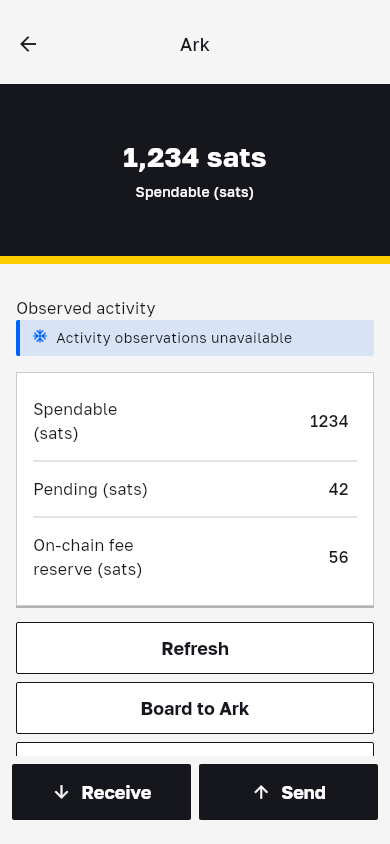 Ark
1,234 sats
Spendable (sats)
Observed activity
Activity observations unavailable
Spendable
(sats)
1234
Pending (sats)
42
On-chain fee
reserve (sats)
56
Refresh
Board to Ark
Receive
Send